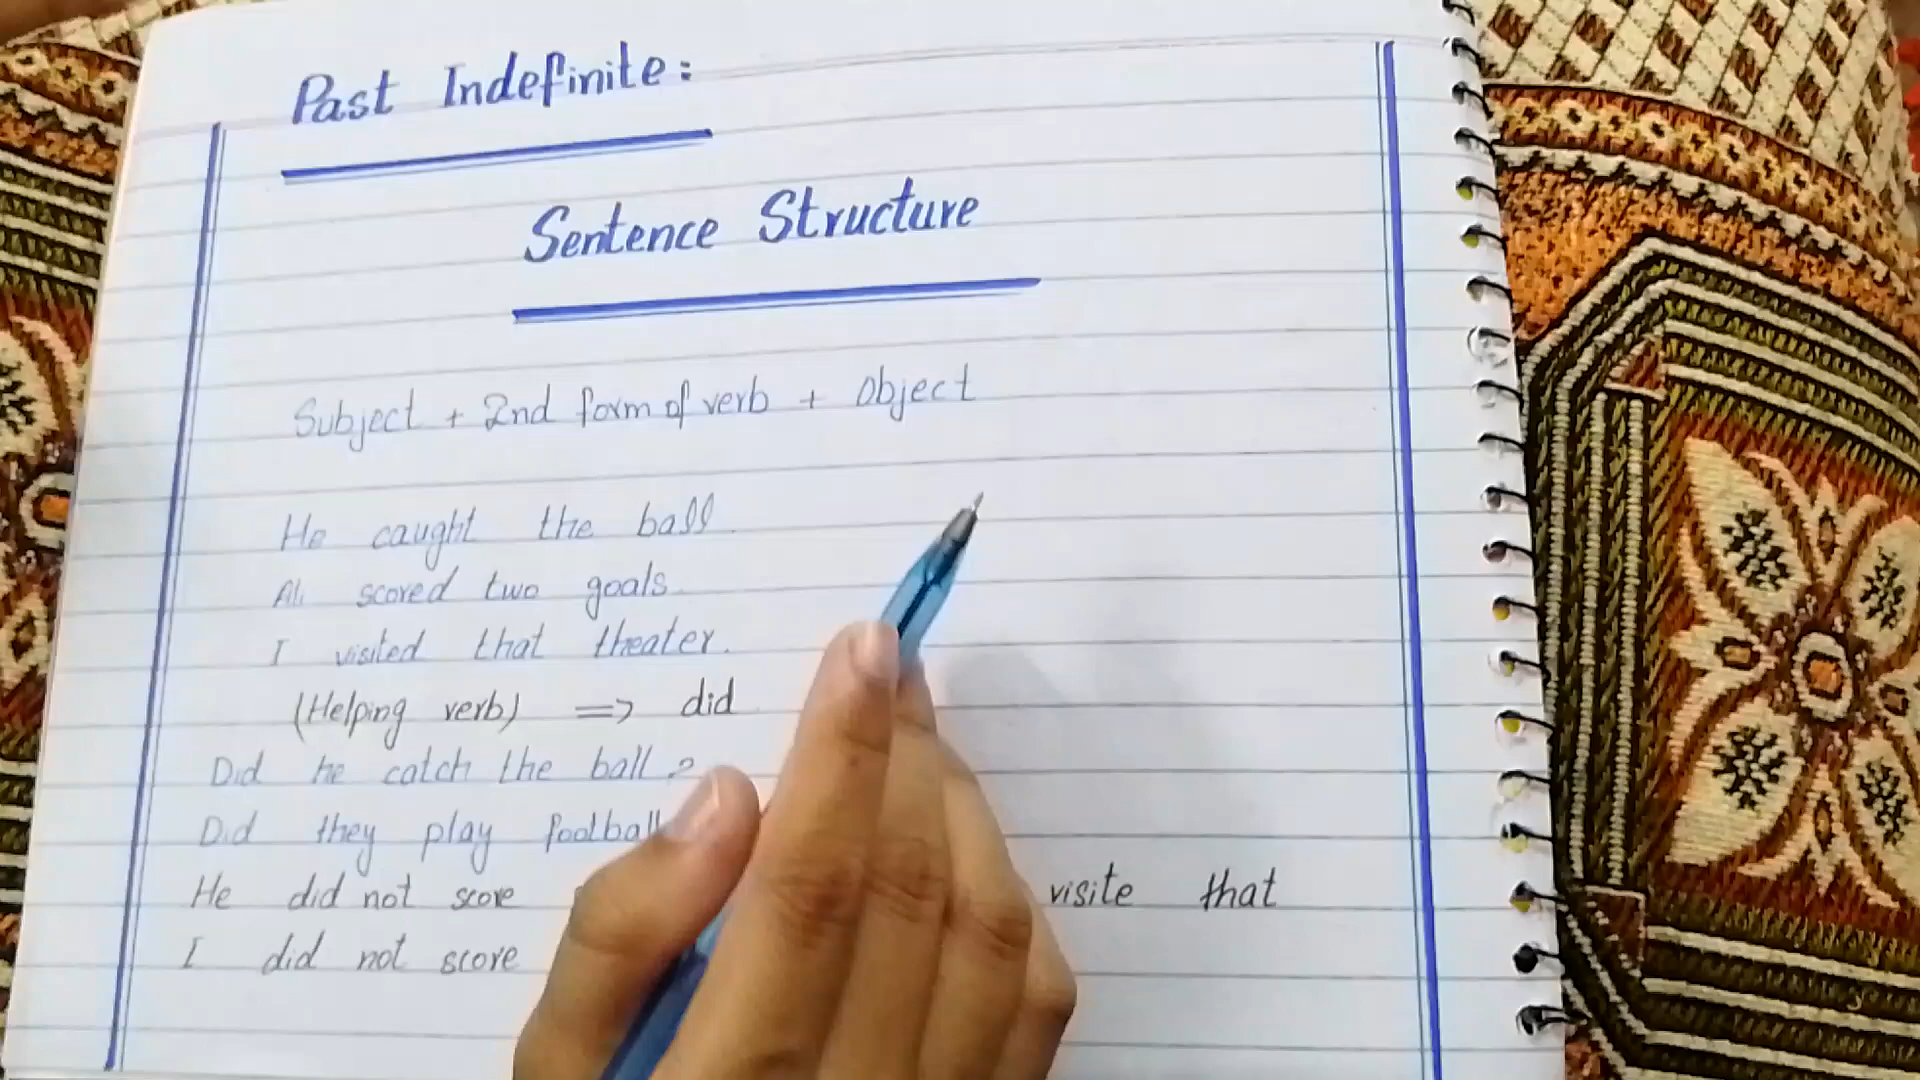 Past Indefinite:
Sentence Structure
Subject + 2nd form of verb + Object
He caught the ball.
Ali scored two goals.
I visited that theater.
(Helping verb) => did
Did he catch the ball?
Did they play football
He did not score visite that
I did not score